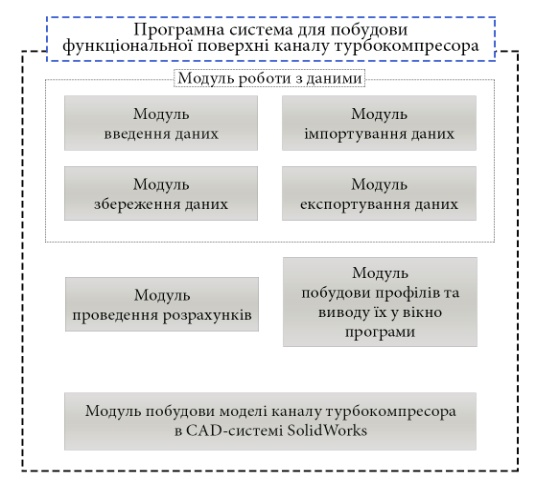 Програмна система для побудови
функціональної поверхні каналу турбокомпресора
Модуль роботи з даними
Модуль
введення даних
Модуль
імпортування даних
Модуль
збереження даних
Модуль
експортування даних
Модуль
проведення розрахунків
Модуль
побудови профілів та
виводу їх у вікно
програми
Модуль побудови моделі каналу турбокомпресора
в CAD-системі SolidWorks